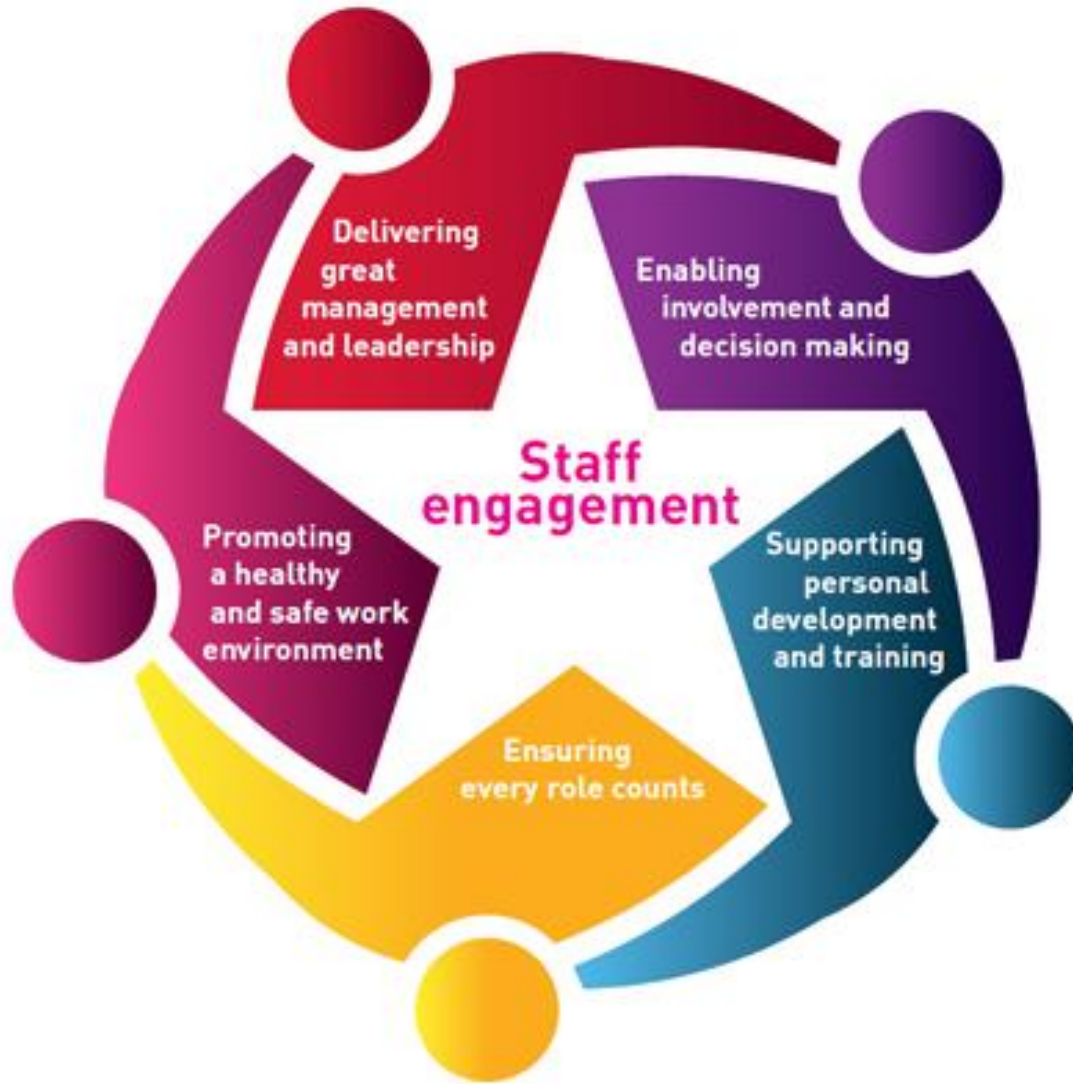 Delivering
great
management
and leadership
Enabling
involvement and
decision making
Staff
engagement
Supporting
personal
development
and training
Ensuring
every role counts
Promoting
a healthy
and safe work
environment